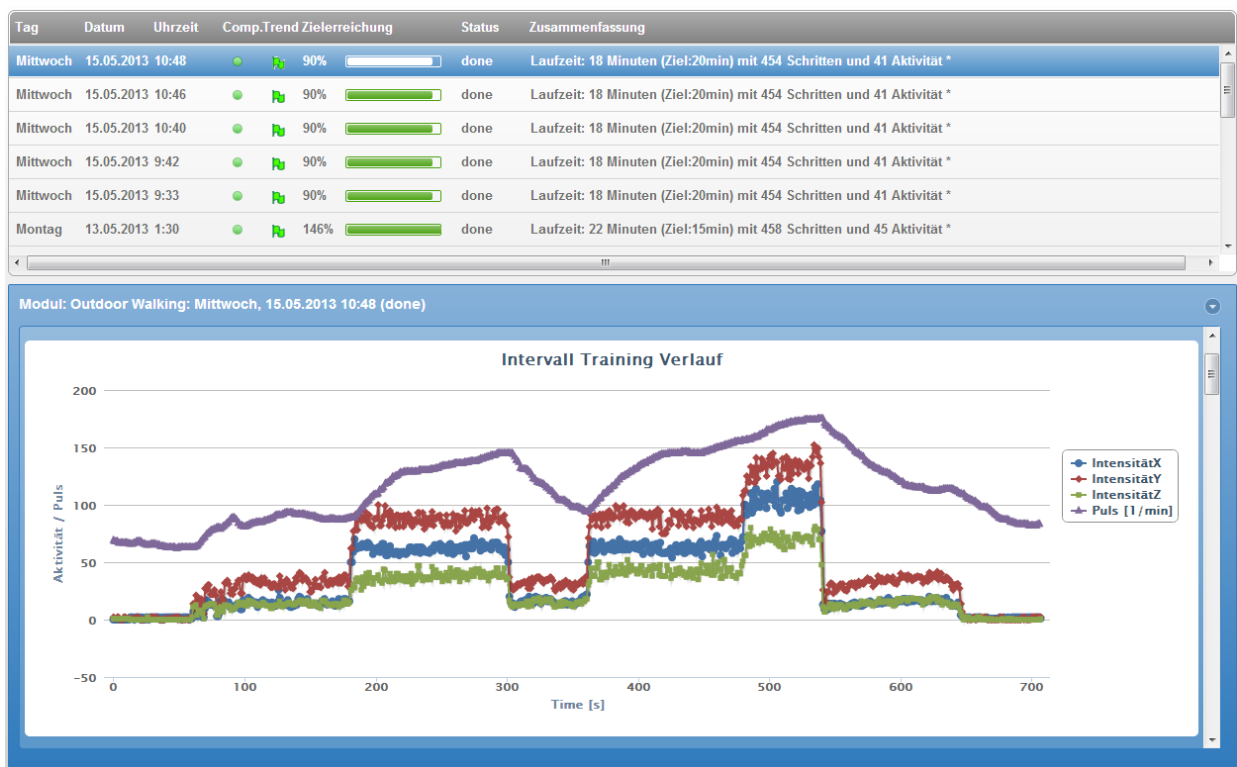 Tag Datum Uhrzeit Comp. Trend Zielerreichung Status Zusammenfassung
Mittwoch 15.05.2013 10:48 90% done Laufzeit: 18 Minuten (Ziel:20min) mit 454 Schritten und 41 Aktivität *
Mittwoch 15.05.2013 10:46 90% done Laufzeit: 18 Minuten (Ziel:20min) mit 454 Schritten und 41 Aktivität *
Mittwoch 15.05.2013 10:40 90% done Laufzeit: 18 Minuten (Ziel:20min) mit 454 Schritten und 41 Aktivität *
Mittwoch 15.05.2013 9:42 90% done Laufzeit: 18 Minuten (Ziel:20min) mit 454 Schritten und 41 Aktivität *
Mittwoch 15.05.2013 9:33 90% done Laufzeit: 18 Minuten (Ziel:20min) mit 454 Schritten und 41 Aktivität *
Montag 13.05.2013 1:30 146% done Laufzeit: 22 Minuten (Ziel:15min) mit 458 Schritten und 45 Aktivität *
Modul: Outdoor Walking: Mittwoch, 15.05.2013 10:48 (done)
Intervall Training Verlauf
200
150
100
50
0
-50
Aktivität / Puls
0 100 200 300 400 500 600 700
Time [s]
IntensitätX
IntensitätY
IntensitätZ
Puls [1/min]